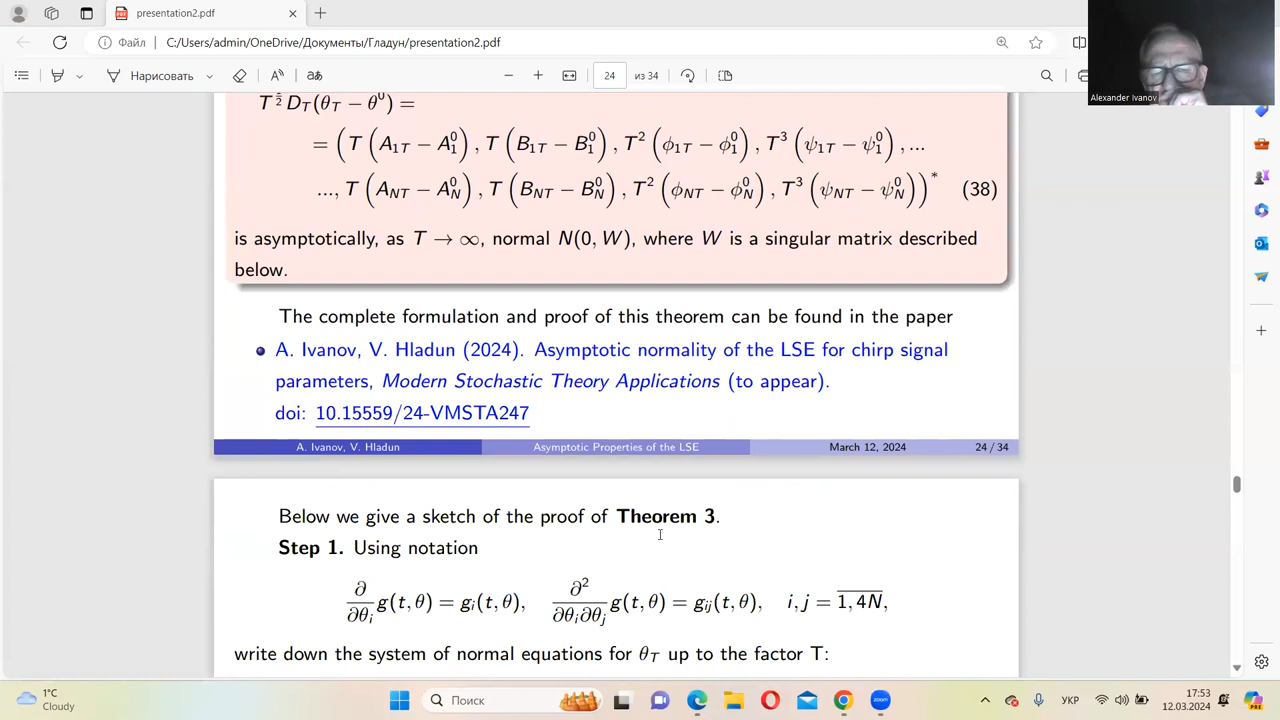 presentation2.pdf
Файл C:/Users/admin/OneDrive/Документы/Гладун/presentation2.pdf
Нарисовать 24 из 34
Alexander Ivanov
D_T(θ_T − θ^0) =
= (T(A_{1T} − A_1^0), T(B_{1T} − B_1^0), T^2(ϕ_{1T} − ϕ_1^0), T^3(ψ_{1T} − ψ_1^0), ...
..., T(A_{NT} − A_N^0), T(B_{NT} − B_N^0), T^2(ϕ_{NT} − ϕ_N^0), T^3(ψ_{NT} − ψ_N^0))^* (38)
is asymptotically, as T → ∞, normal N(0, W), where W is a singular matrix described
below.
The complete formulation and proof of this theorem can be found in the paper
A. Ivanov, V. Hladun (2024). Asymptotic normality of the LSE for chirp signal
parameters, Modern Stochastic Theory Applications (to appear).
doi: 10.15559/24-VMSTA247
A. Ivanov, V. Hladun Asymptotic Properties of the LSE March 12, 2024 24 / 34
Below we give a sketch of the proof of Theorem 3.
Step 1. Using notation
∂/∂θ_i g(t, θ) = g_i(t, θ), ∂^2/∂θ_i∂θ_j g(t, θ) = g_{ij}(t, θ), i, j = \overline{1, 4N},
write down the system of normal equations for θ_T up to the factor T:
1°C
Cloudy
Поиск
УКР
17:53
12.03.2024